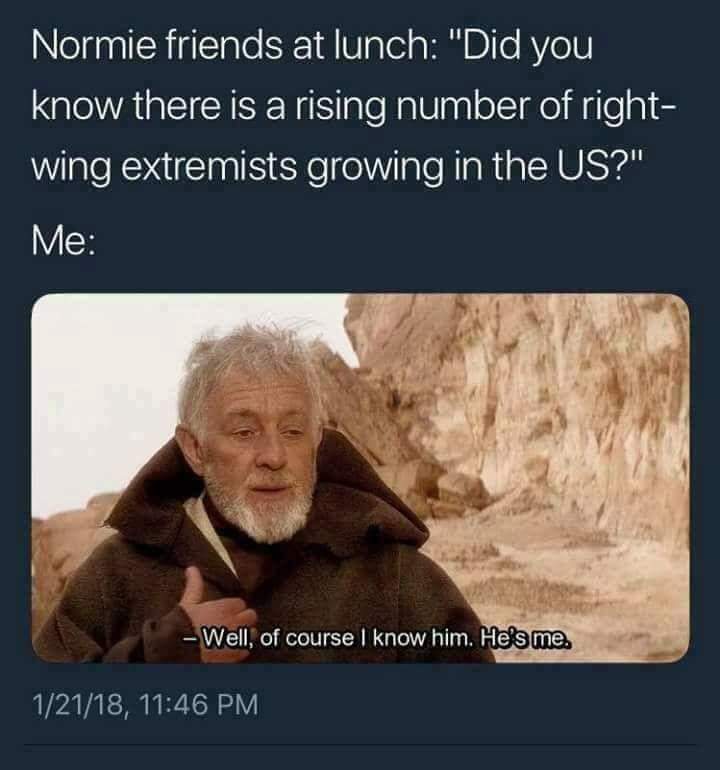 Normie friends at lunch: "Did you
know there is a rising number of right-
wing extremists growing in the US?"
Me:
– Well, of course I know him. He's me.
1/21/18, 11:46 PM